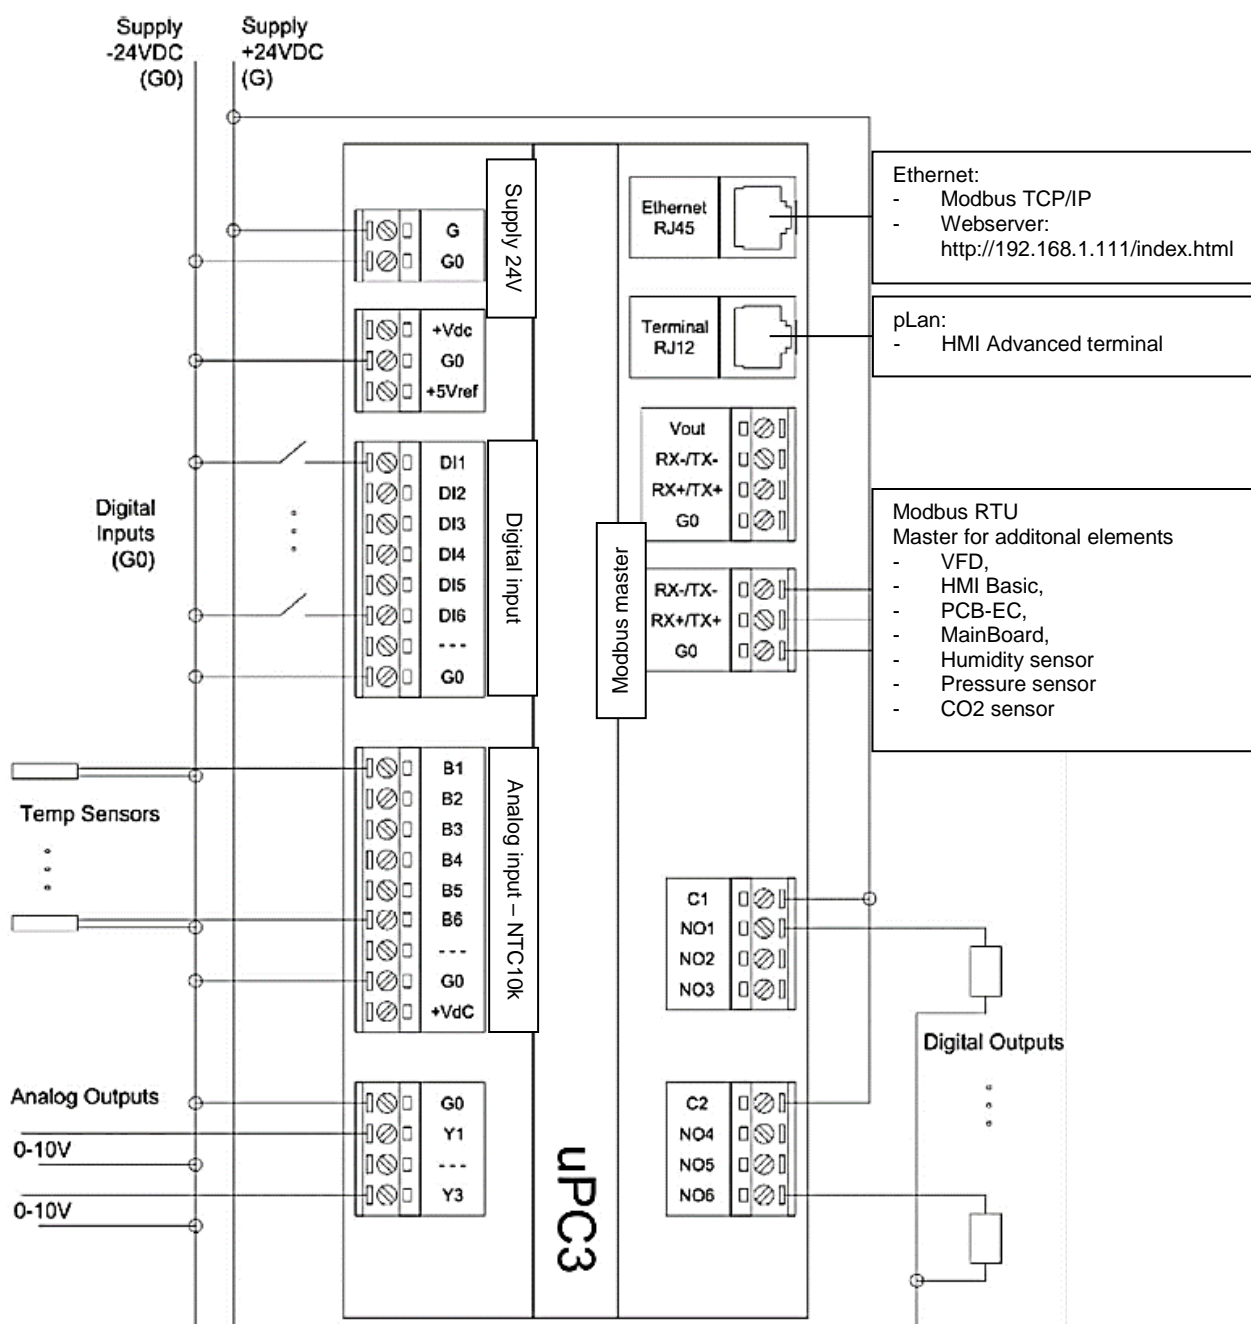 Supply
-24VDC
(G0)
Supply
+24VDC
(G)
Supply 24V
G
G0
+Vdc
G0
+5Vref
Digital
Inputs
(G0)
Digital input
DI1
DI2
DI3
DI4
DI5
DI6
---
G0
Temp Sensors
Analog input – NTC10k
B1
B2
B3
B4
B5
B6
---
G0
+VdC
Analog Outputs
0-10V
0-10V
G0
Y1
---
Y3
uPC3
Ethernet
RJ45
Terminal
RJ12
Vout
RX-/TX-
RX+/TX+
G0
Modbus master
RX-/TX-
RX+/TX+
G0
C1
NO1
NO2
NO3
C2
NO4
NO5
NO6
Ethernet:
- Modbus TCP/IP
- Webserver:
http://192.168.1.111/index.html
pLan:
- HMI Advanced terminal
Modbus RTU
Master for additonal elements
- VFD,
- HMI Basic,
- PCB-EC,
- MainBoard,
- Humidity sensor
- Pressure sensor
- CO2 sensor
Digital Outputs